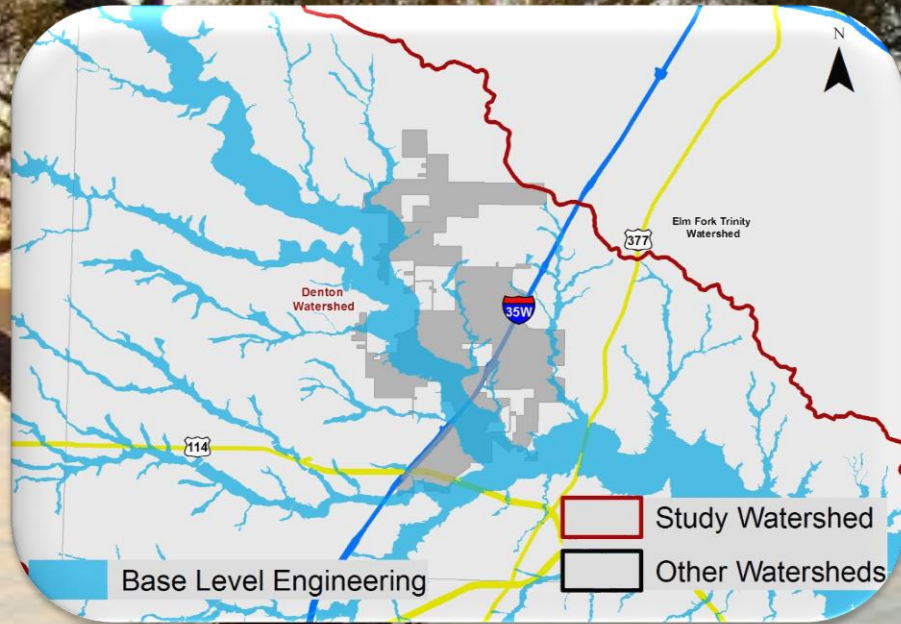 N
Elm Fork Trinity
Watershed
377
Denton
Watershed
35W
114
Study Watershed
Base Level Engineering
Other Watersheds